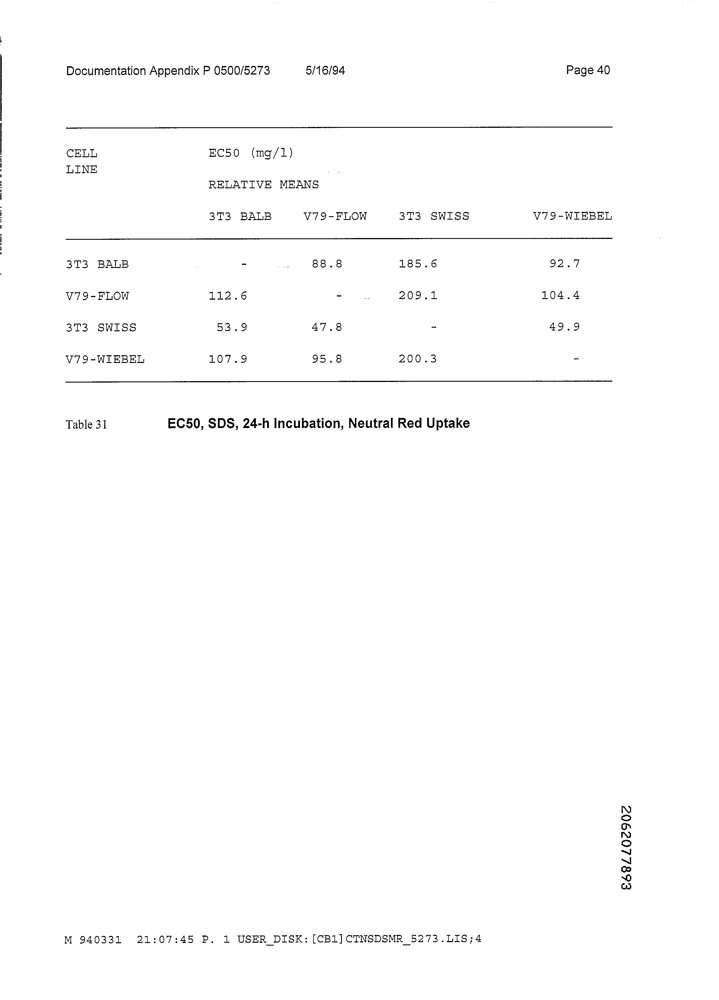 Documentation Appendix P 0500/5273 5/16/94 Page 40
CELL EC50 (mg/l)
LINE
RELATIVE MEANS
3T3 BALB V79-FLOW 3T3 SWISS V79-WIEBEL
3T3 BALB - 88.8 185.6 92.7
V79-FLOW 112.6 - 209.1 104.4
3T3 SWISS 53.9 47.8 - 49.9
V79-WIEBEL 107.9 95.8 200.3 -
Table 31 EC50, SDS, 24-h Incubation, Neutral Red Uptake
2062077893
M 940331 21:07:45 P. 1 USER_DISK:[CB1]CTNSDSMR_5273.LIS;4